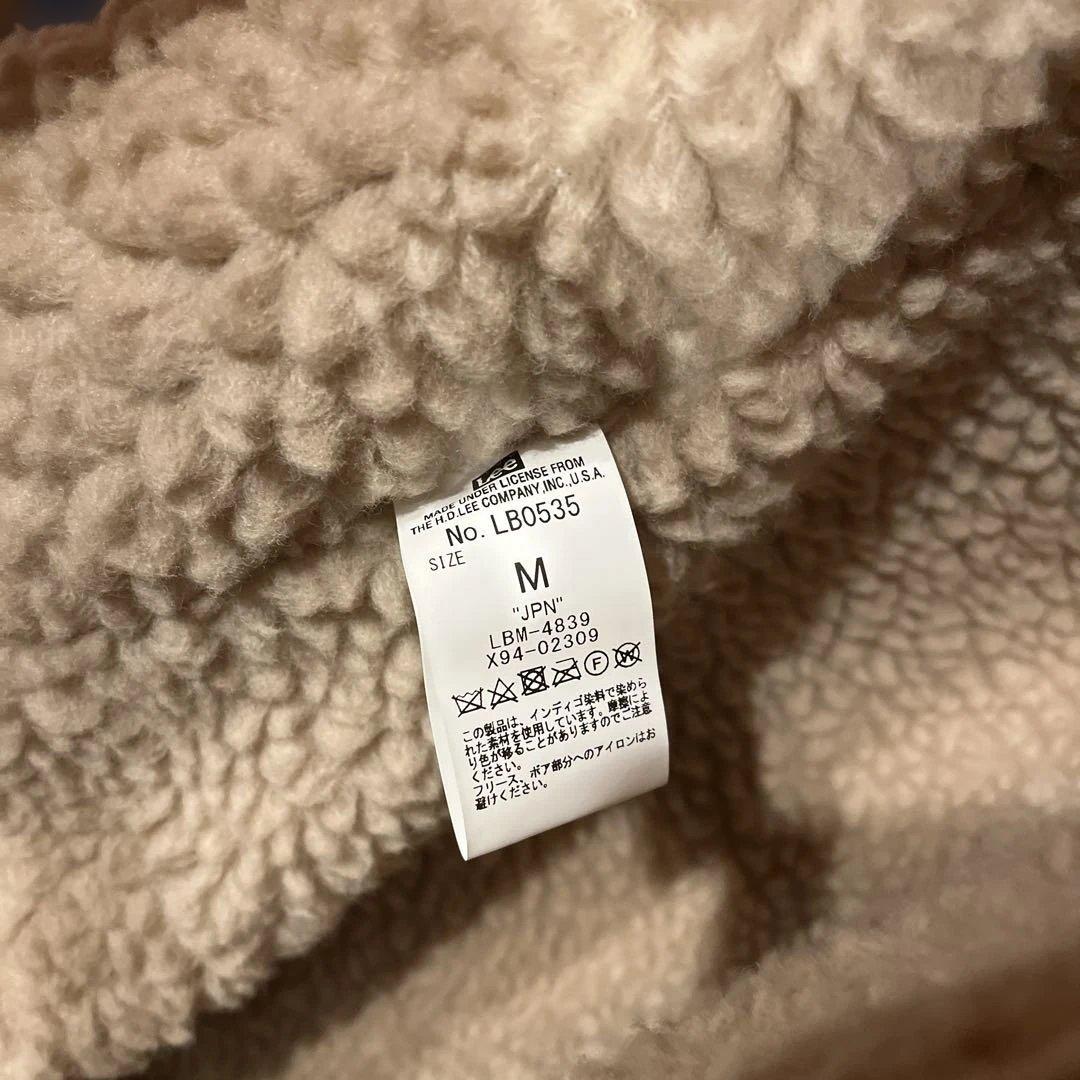 Lee
MADE UNDER LICENSE FROM
THE H.D.LEE COMPANY,INC.,U.S.A.
No. LB0535
SIZE
M
"JPN"
LBM-4839
X94-02309
F W
この製品は、インディゴ染料で染めら
れた素材を使用しています。摩擦によ
り色が移ることがありますのでご注意
ください。
フリース、ボア部分へのアイロンはお
避けください。